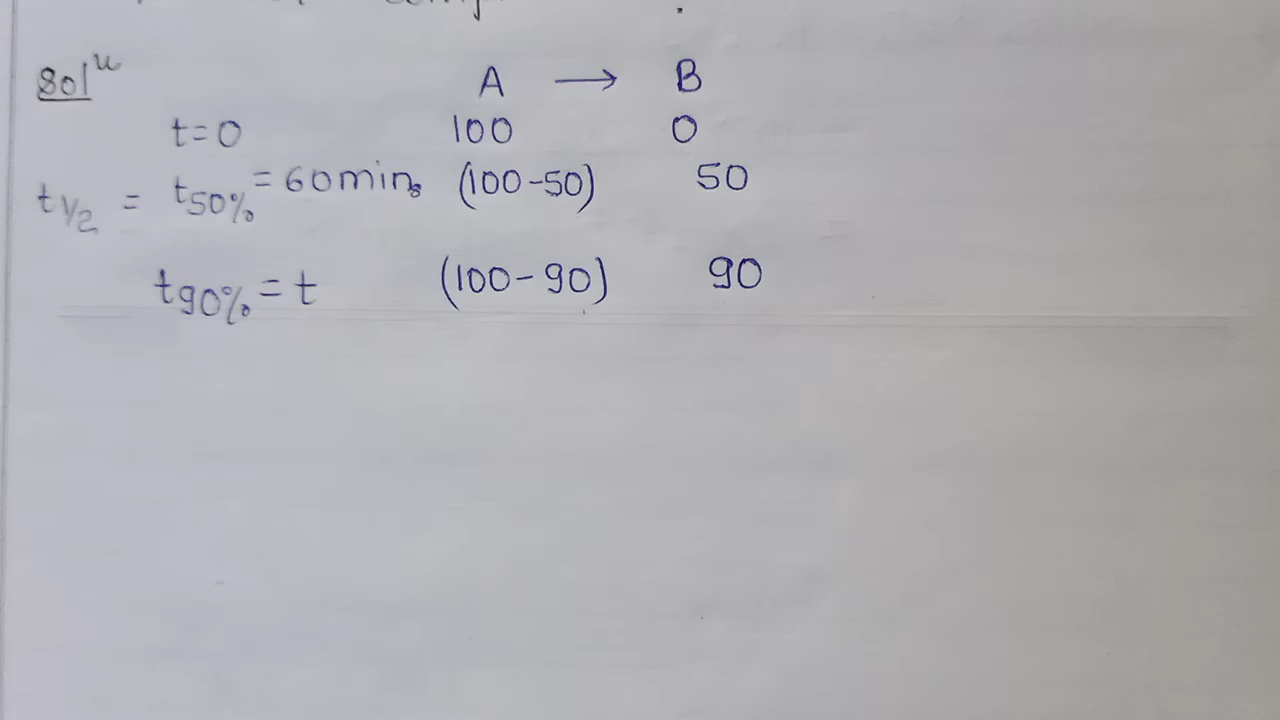 Solⁿ A → B
t=0 100 0
t1/2 = t50% = 60 min. (100-50) 50
t90% = t (100-90) 90